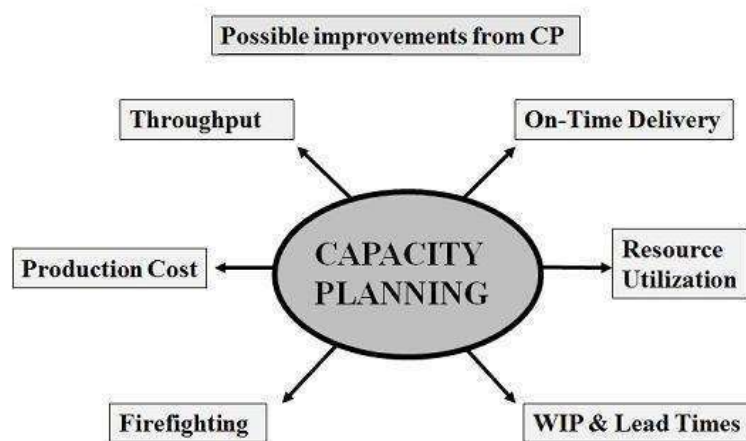 Possible improvements from CP
Throughput
On-Time Delivery
Production Cost
CAPACITY
PLANNING
Resource
Utilization
Firefighting
WIP & Lead Times